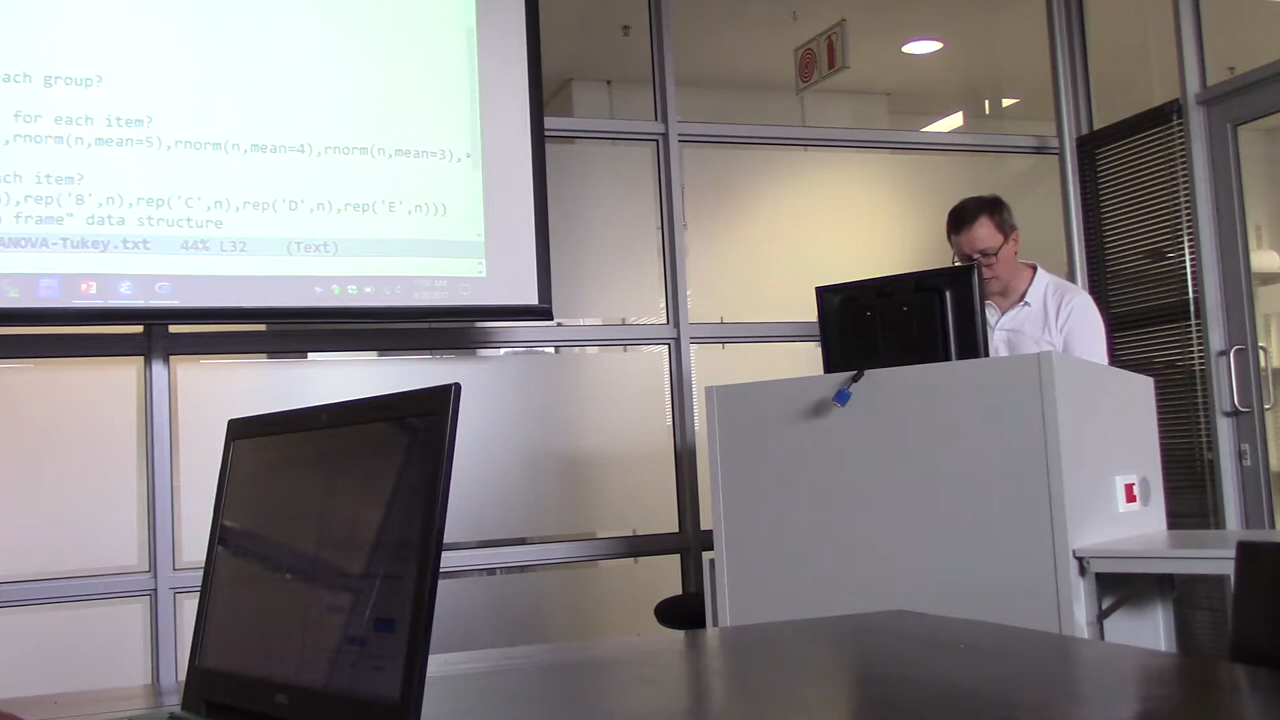 ach group?
for each item?
,rnorm(n,mean=5),rnorm(n,mean=4),rnorm(n,mean=3),
ch item?
),rep('B',n),rep('C',n),rep('D',n),rep('E',n)))
frame" data structure
ANOVA-Tukey.txt 44% L32 (Text)